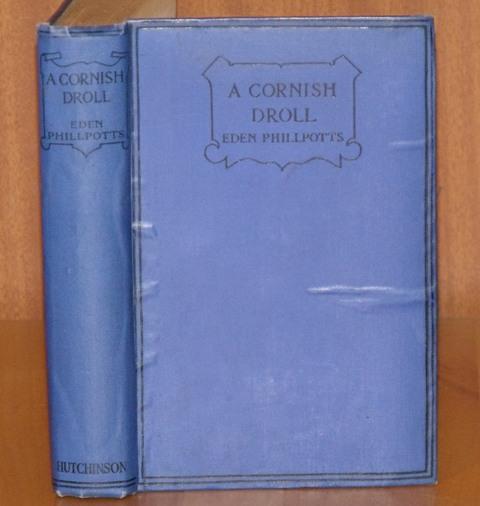 A CORNISH
DROLL
EDEN
PHILLPOTTS
HUTCHINSON
A CORNISH
DROLL
EDEN PHILLPOTTS